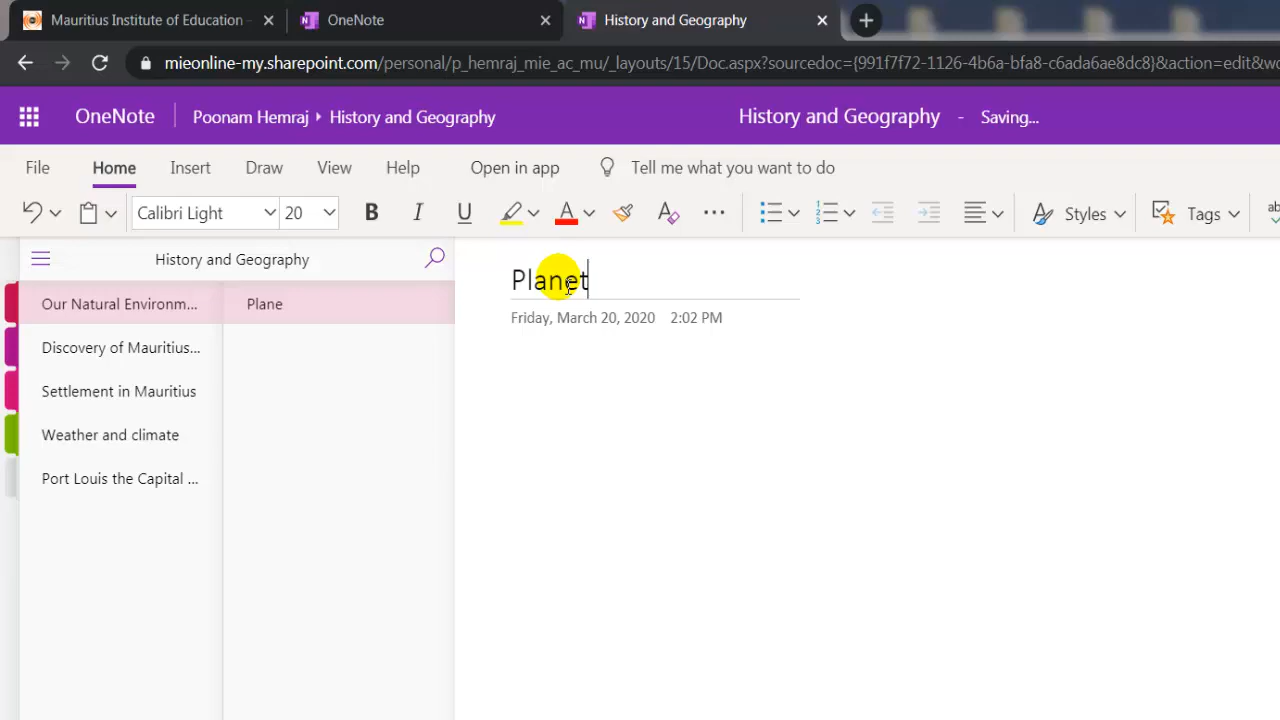 Mauritius Institute of Education -
OneNote
History and Geography
mieonline-my.sharepoint.com/personal/p_hemraj_mie_ac_mu/_layouts/15/Doc.aspx?sourcedoc={991f7f72-1126-4b6a-bfa8-c6ada6ae8dc8}&action=edit&w
OneNote
Poonam Hemraj
History and Geography
History and Geography - Saving...
File Home Insert Draw View Help Open in app Tell me what you want to do
Calibri Light 20 B I U A A ... Styles Tags ab
History and Geography
Our Natural Environm...
Plane
Discovery of Mauritius...
Settlement in Mauritius
Weather and climate
Port Louis the Capital ...
Planet
Friday, March 20, 2020 2:02 PM